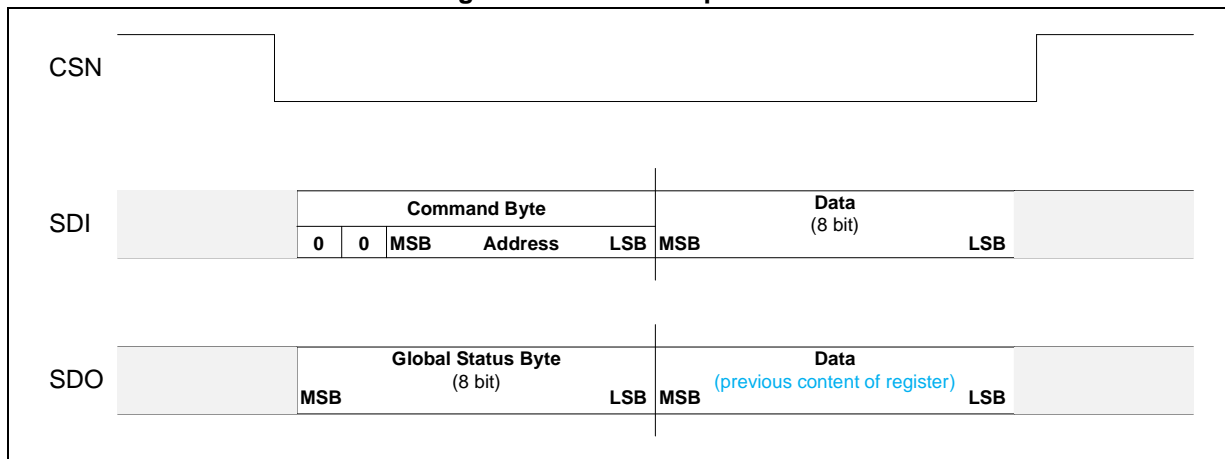 CSN
SDI
Command Byte
0 0 MSB Address LSB
Data
(8 bit)
MSB LSB
SDO
Global Status Byte
(8 bit)
MSB LSB
Data
(previous content of register)
MSB LSB